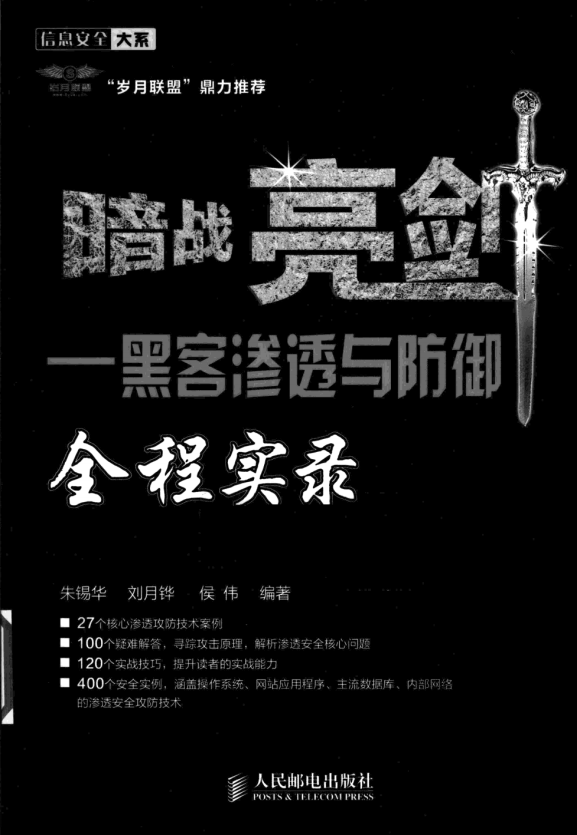 信息安全大系
岁月联盟
“岁月联盟”鼎力推荐
暗战亮剑
—黑客渗透与防御
全程实录
朱锡华 刘月铧 侯 伟 编著
■ 27个核心渗透攻防技术案例
■ 100个疑难解答，寻踪攻击原理，解析渗透安全核心问题
■ 120个实战技巧，提升读者的实战能力
■ 400个安全实例，涵盖操作系统、网站应用程序、主流数据库、内部网络
的渗透安全攻防技术
人民邮电出版社
POSTS & TELECOM PRESS